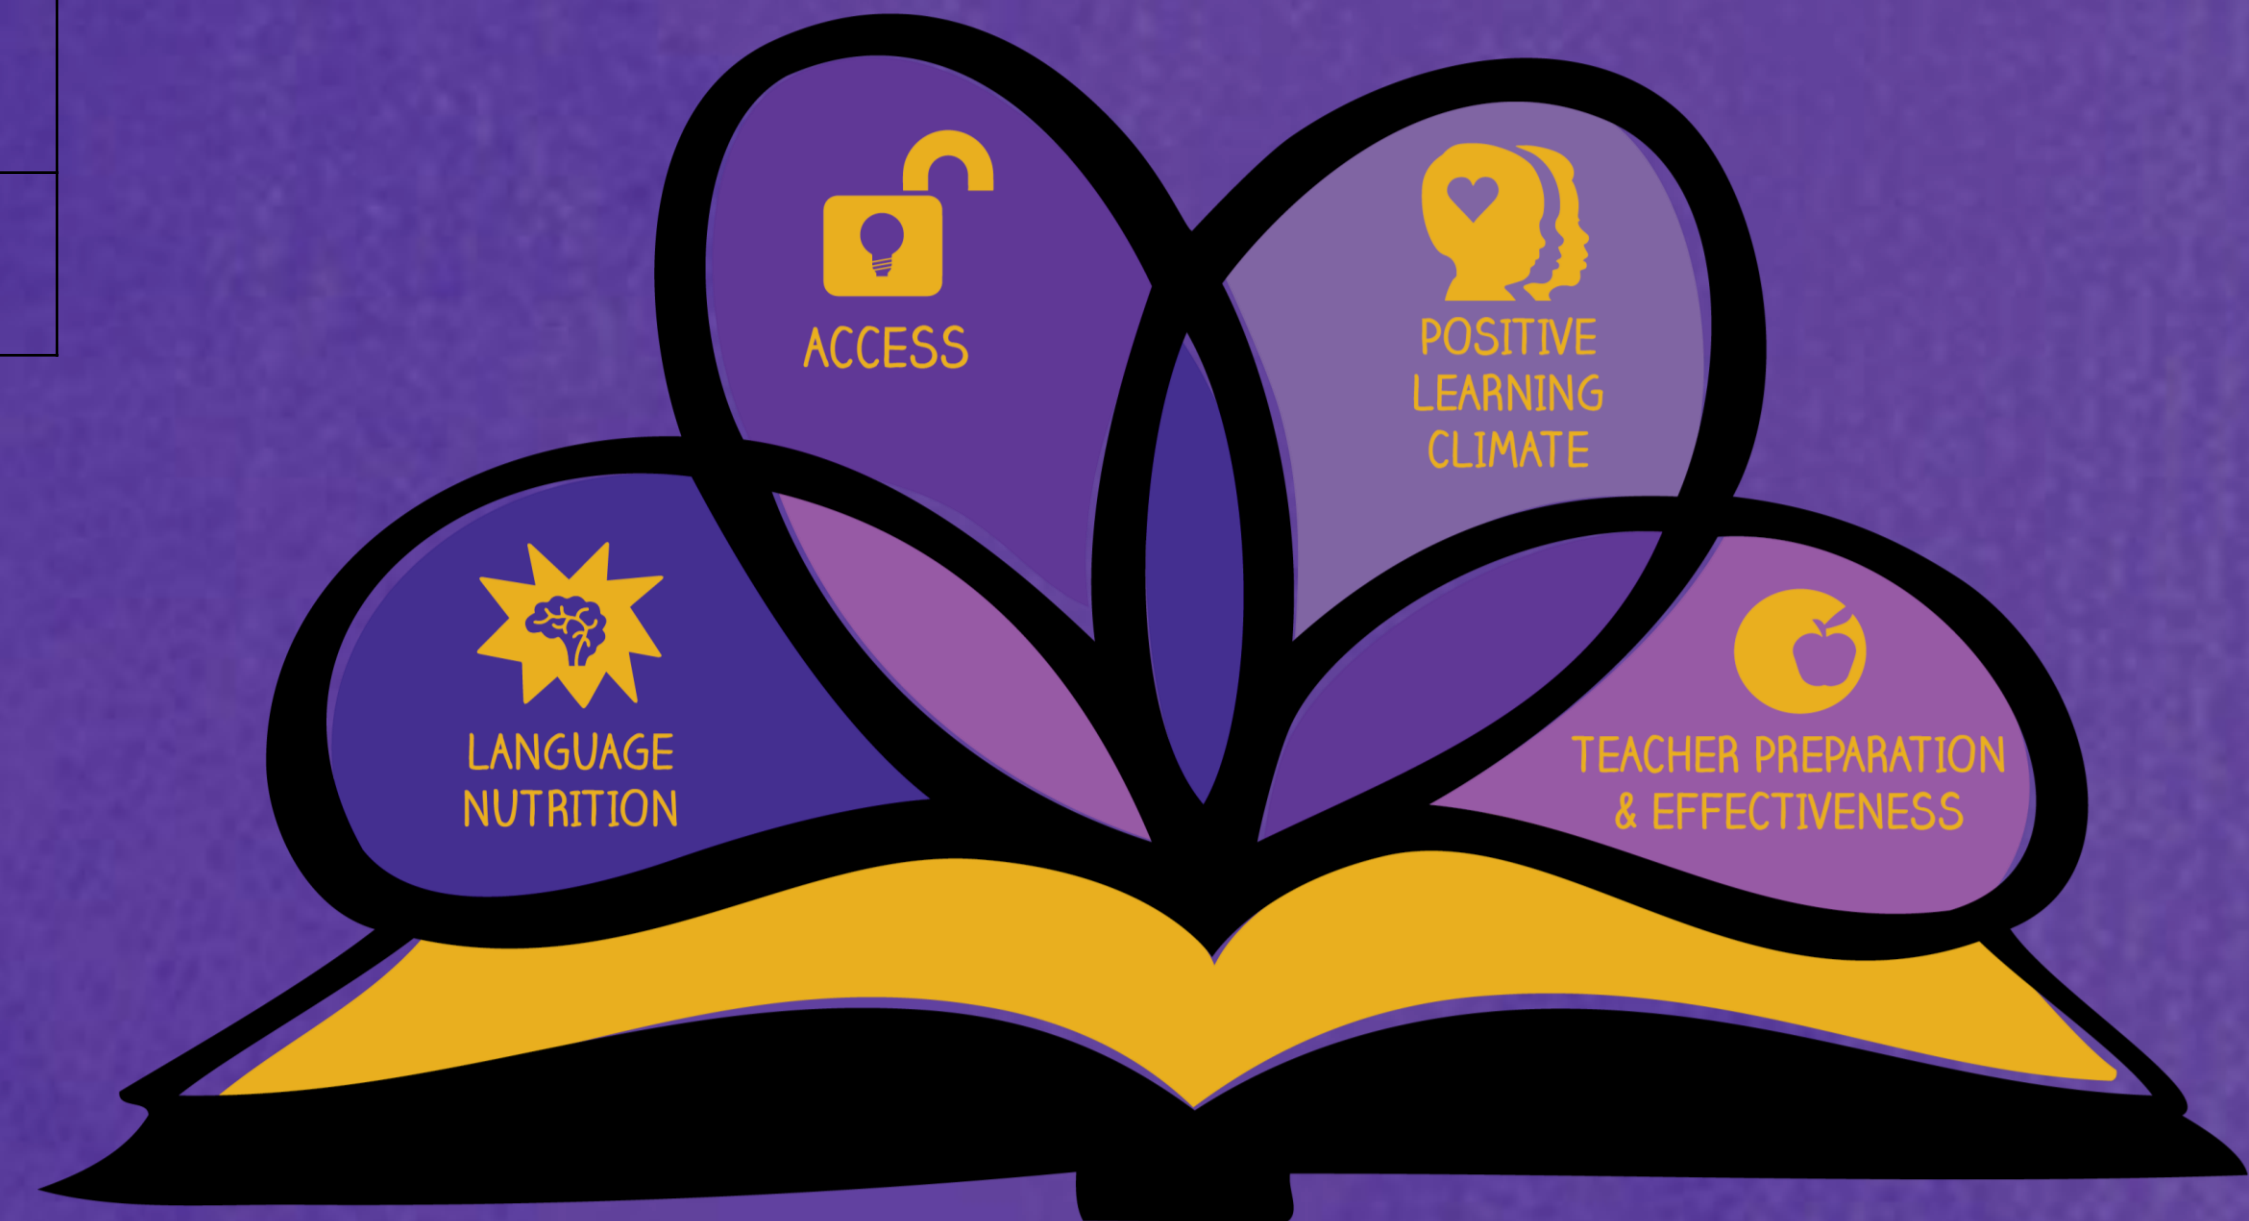 ACCESS
POSITIVE
LEARNING
CLIMATE
LANGUAGE
NUTRITION
TEACHER PREPARATION
& EFFECTIVENESS